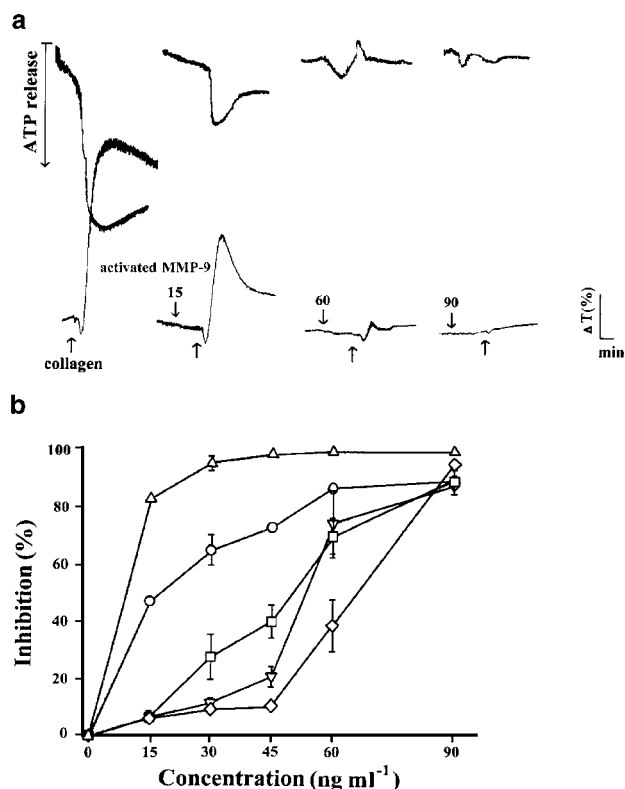 a
ATP release
activated MMP-9
15
60
90
collagen
Δ T(%)
min
b
Inhibition (%)
100
80
60
40
20
0
0 15 30 45 60 90
Concentration (ng ml⁻¹)